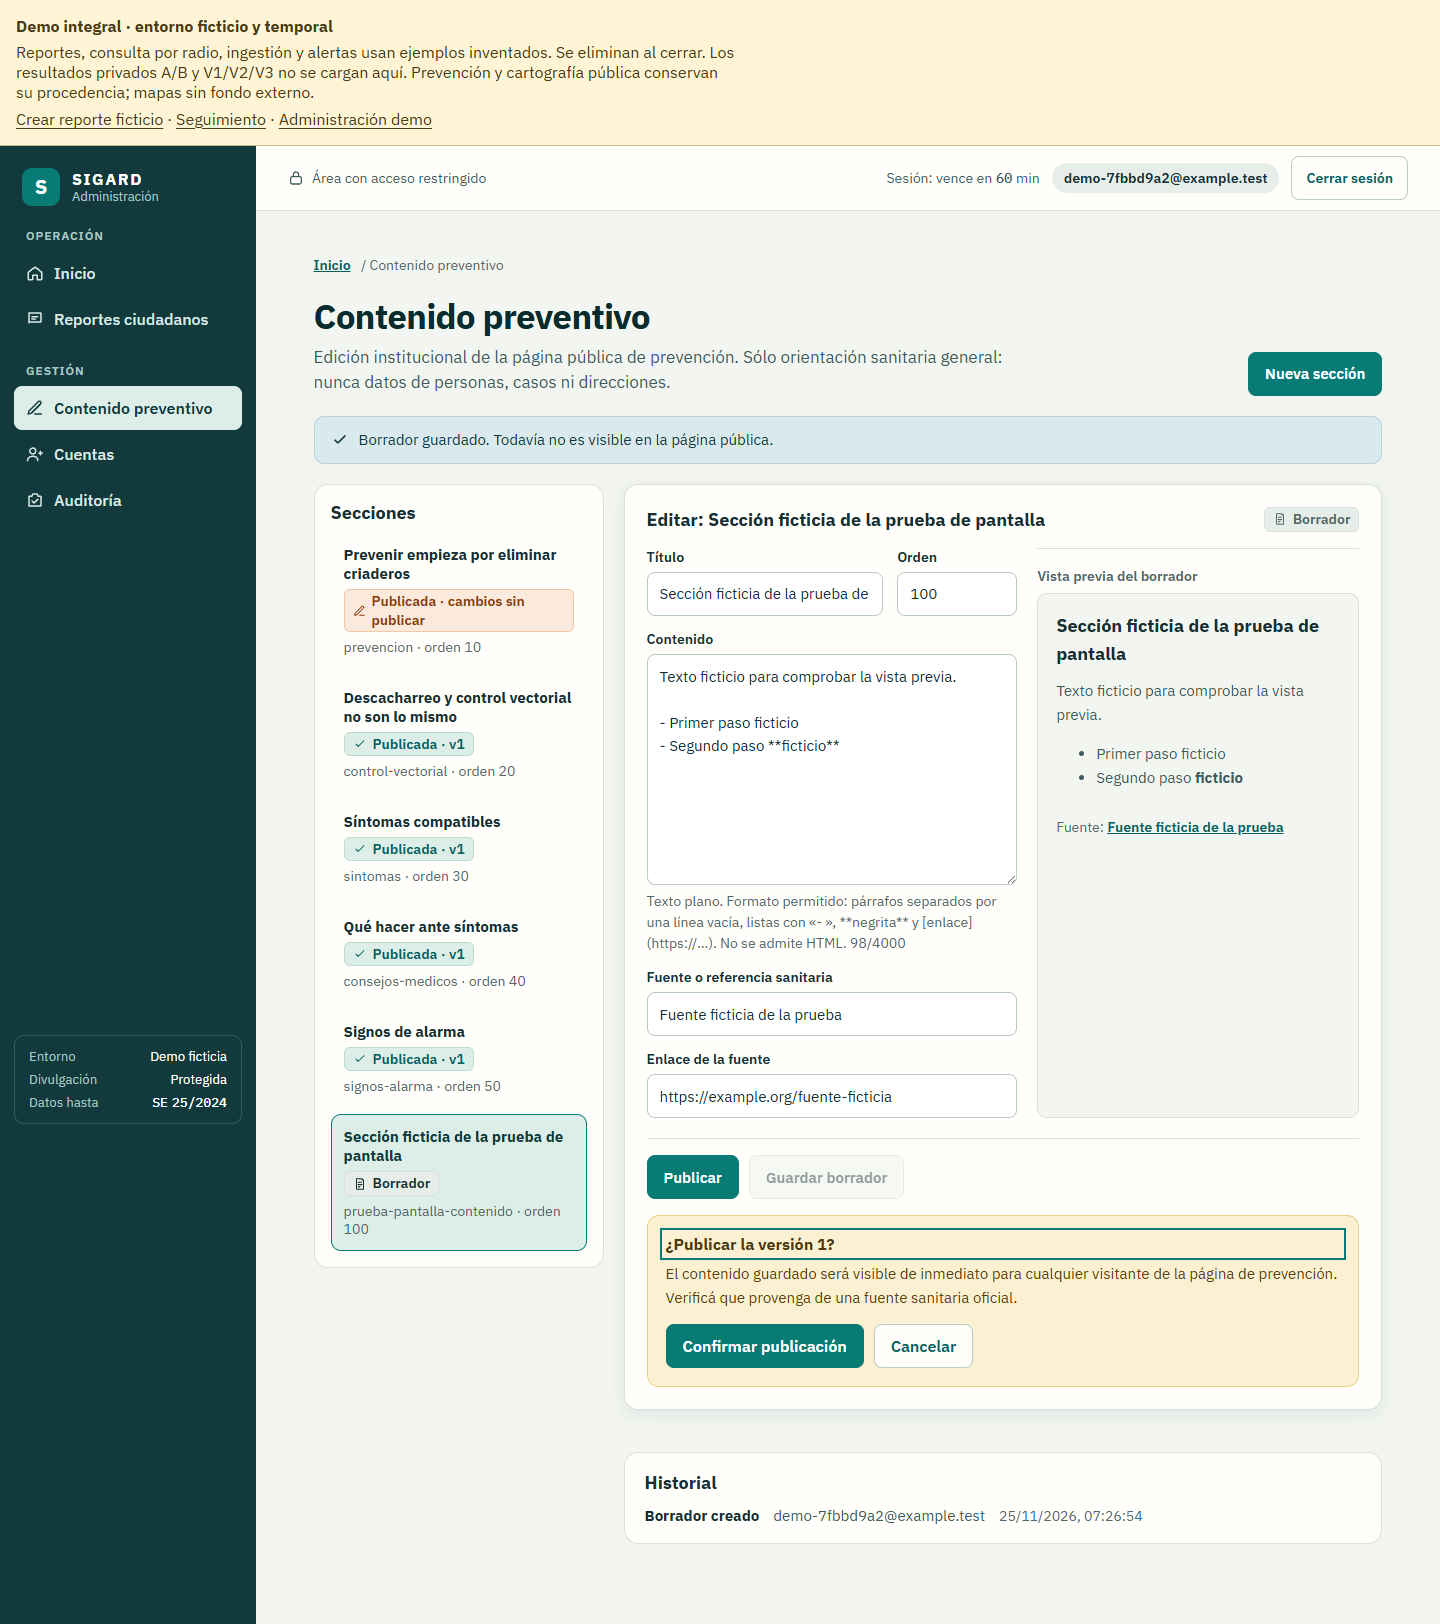 Demo integral · entorno ficticio y temporal
Reportes, consulta por radio, ingestión y alertas usan ejemplos inventados. Se eliminan al cerrar. Los
resultados privados A/B y V1/V2/V3 no se cargan aquí. Prevención y cartografía pública conservan
su procedencia; mapas sin fondo externo.
Crear reporte ficticio · Seguimiento · Administración demo
S
SIGARD
Administración
OPERACIÓN
Inicio
Reportes ciudadanos
GESTIÓN
Contenido preventivo
Cuentas
Auditoría
Entorno Demo ficticia
Divulgación Protegida
Datos hasta SE 25/2024
Área con acceso restringido
Sesión: vence en 60 min
demo-7fbbd9a2@example.test
Cerrar sesión
Inicio / Contenido preventivo
Contenido preventivo
Edición institucional de la página pública de prevención. Sólo orientación sanitaria general:
nunca datos de personas, casos ni direcciones.
Nueva sección
Borrador guardado. Todavía no es visible en la página pública.
Secciones
Prevenir empieza por eliminar
criaderos
Publicada · cambios sin
publicar
prevencion · orden 10
Descacharreo y control vectorial
no son lo mismo
Publicada · v1
control-vectorial · orden 20
Síntomas compatibles
Publicada · v1
sintomas · orden 30
Qué hacer ante síntomas
Publicada · v1
consejos-medicos · orden 40
Signos de alarma
Publicada · v1
signos-alarma · orden 50
Sección ficticia de la prueba de
pantalla
Borrador
prueba-pantalla-contenido · orden
100
Editar: Sección ficticia de la prueba de pantalla
Borrador
Título
Sección ficticia de la prueba de
Orden
100
Contenido
Texto ficticio para comprobar la vista previa.
- Primer paso ficticio
- Segundo paso **ficticio**
Texto plano. Formato permitido: párrafos separados por
una línea vacía, listas con «- », **negrita** y [enlace]
(https://…). No se admite HTML. 98/4000
Fuente o referencia sanitaria
Fuente ficticia de la prueba
Enlace de la fuente
https://example.org/fuente-ficticia
Vista previa del borrador
Sección ficticia de la prueba de
pantalla
Texto ficticio para comprobar la vista
previa.
• Primer paso ficticio
• Segundo paso ficticio
Fuente: Fuente ficticia de la prueba
Publicar
Guardar borrador
¿Publicar la versión 1?
El contenido guardado será visible de inmediato para cualquier visitante de la página de prevención.
Verificá que provenga de una fuente sanitaria oficial.
Confirmar publicación
Cancelar
Historial
Borrador creado demo-7fbbd9a2@example.test 25/11/2026, 07:26:54